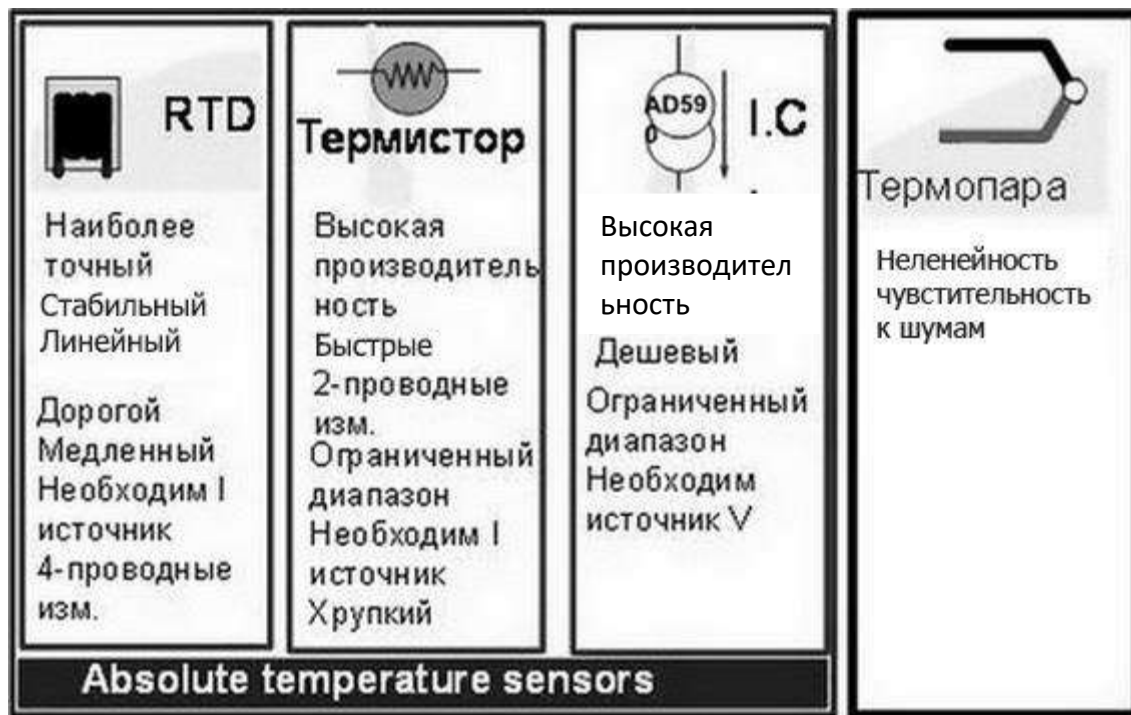 RTD
Наиболее
точный
Стабильный
Линейный
Дорогой
Медленный
Необходим I
источник
4-проводные
изм.
Термистор
Высокая
производитель
ность
Быстрые
2-проводные
изм.
Ограниченный
диапазон
Необходим I
источник
Хрупкий
AD59
0
I.C
Высокая
производител
ьность
Дешевый
Ограниченный
диапазон
Необходим
источник V
Absolute temperature sensors
Термопара
Неленейность
чувстительность
к шумам